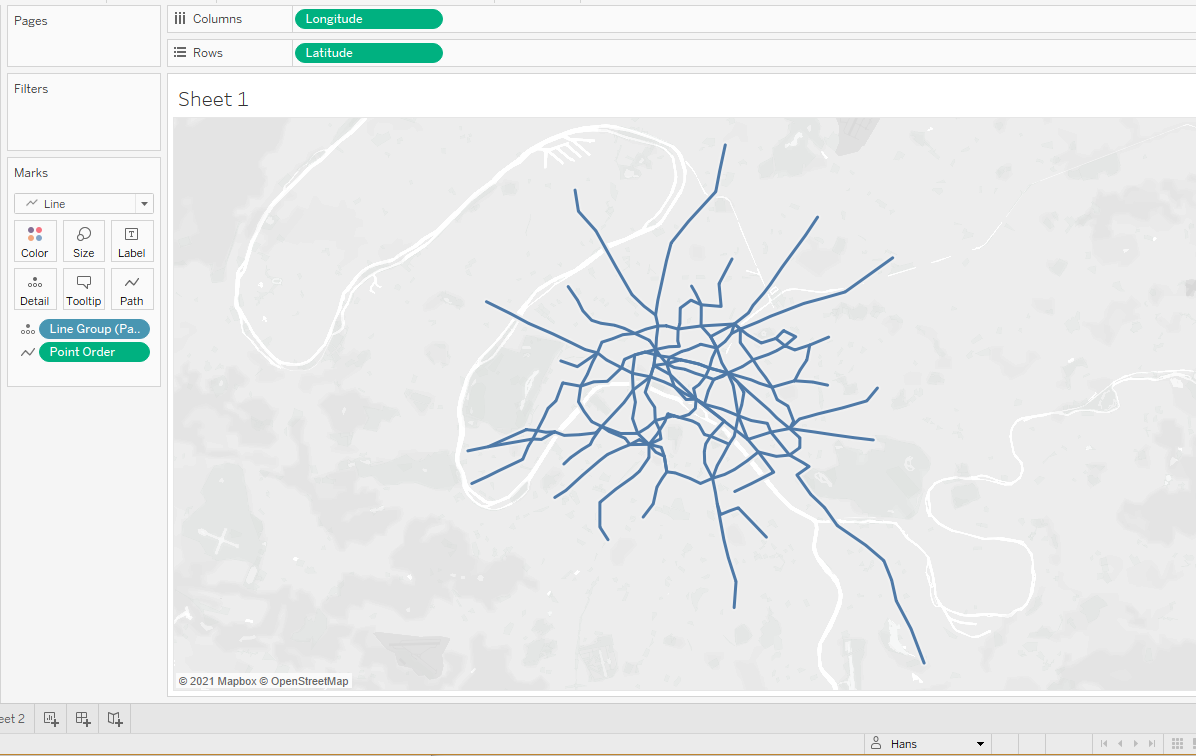 Pages
Columns
Longitude
Rows
Latitude
Filters
Sheet 1
Marks
Line
Color
Size
Label
Detail
Tooltip
Path
Line Group (Pa..
Point Order
© 2021 Mapbox © OpenStreetMap
eet 2
Hans